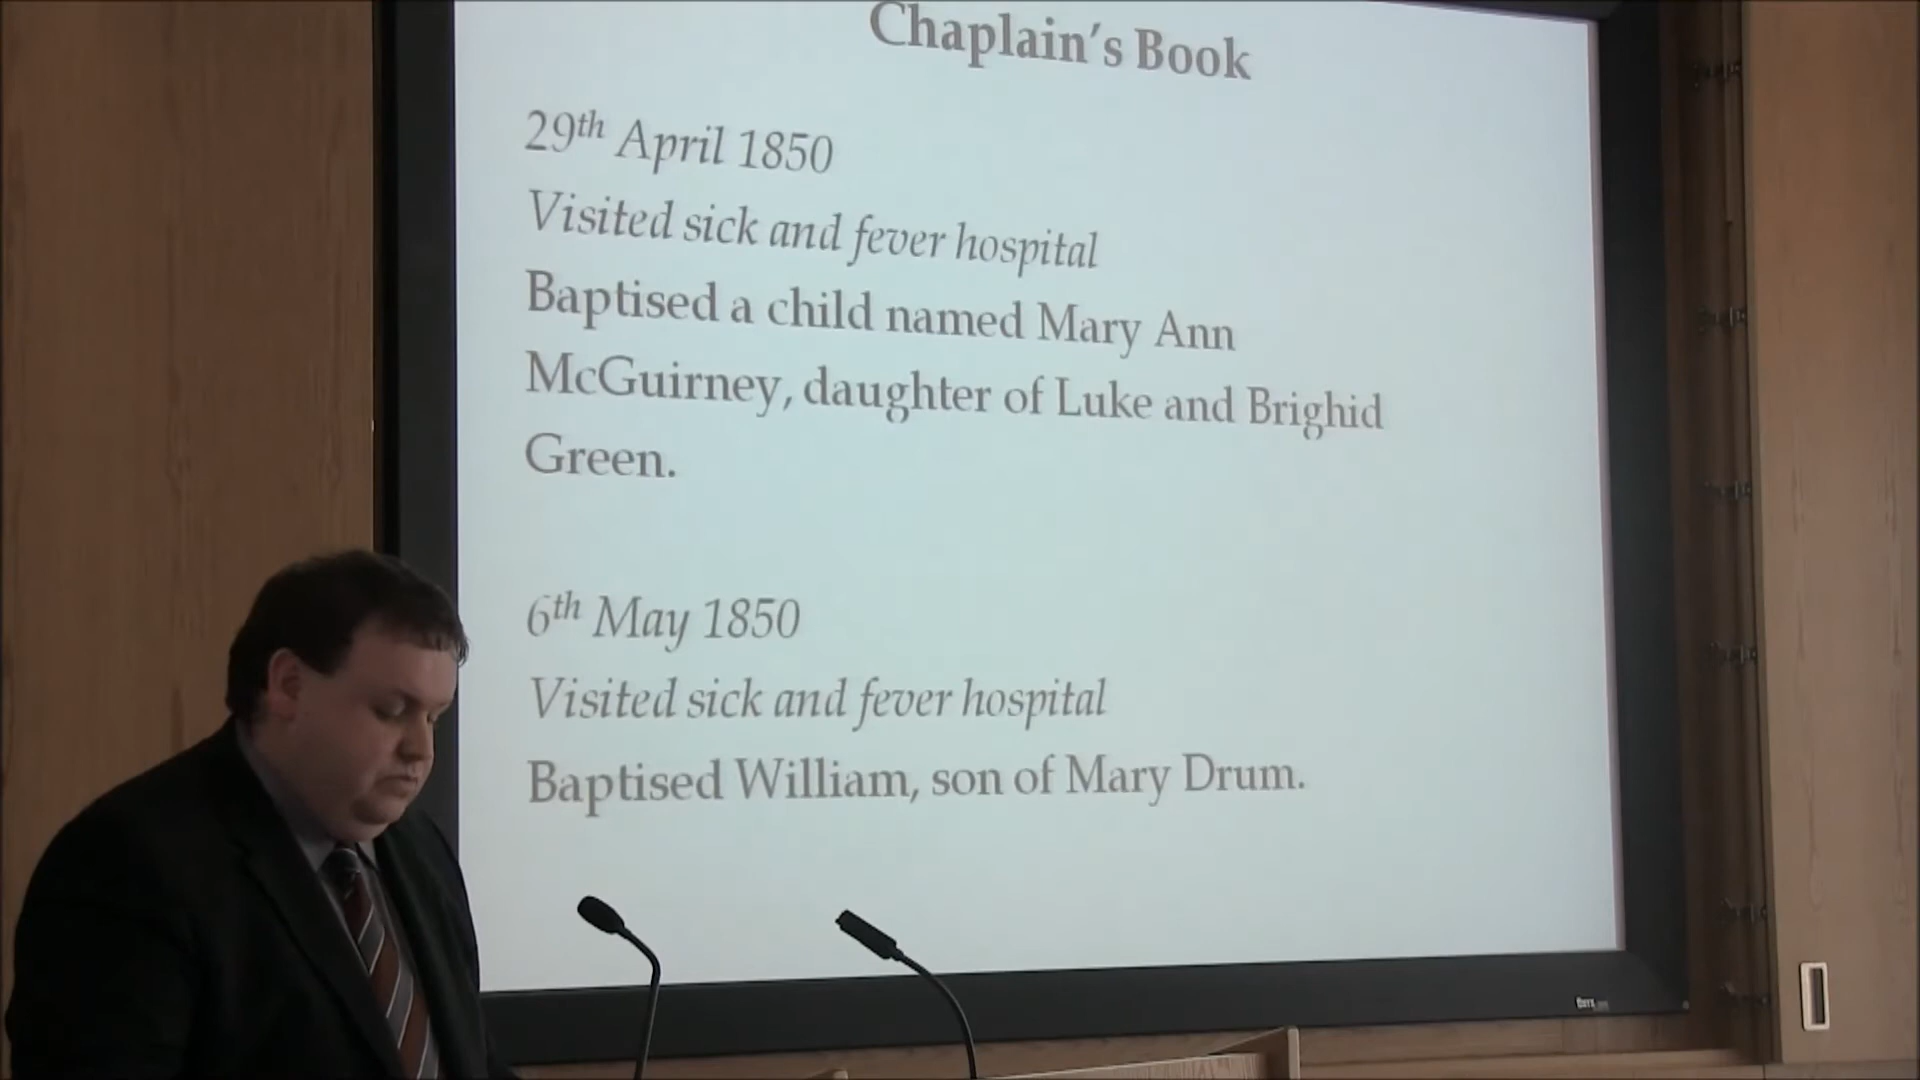 Chaplain's Book
29th April 1850
Visited sick and fever hospital
Baptised a child named Mary Ann
McGuirney, daughter of Luke and Brighid
Green.
6th May 1850
Visited sick and fever hospital
Baptised William, son of Mary Drum.